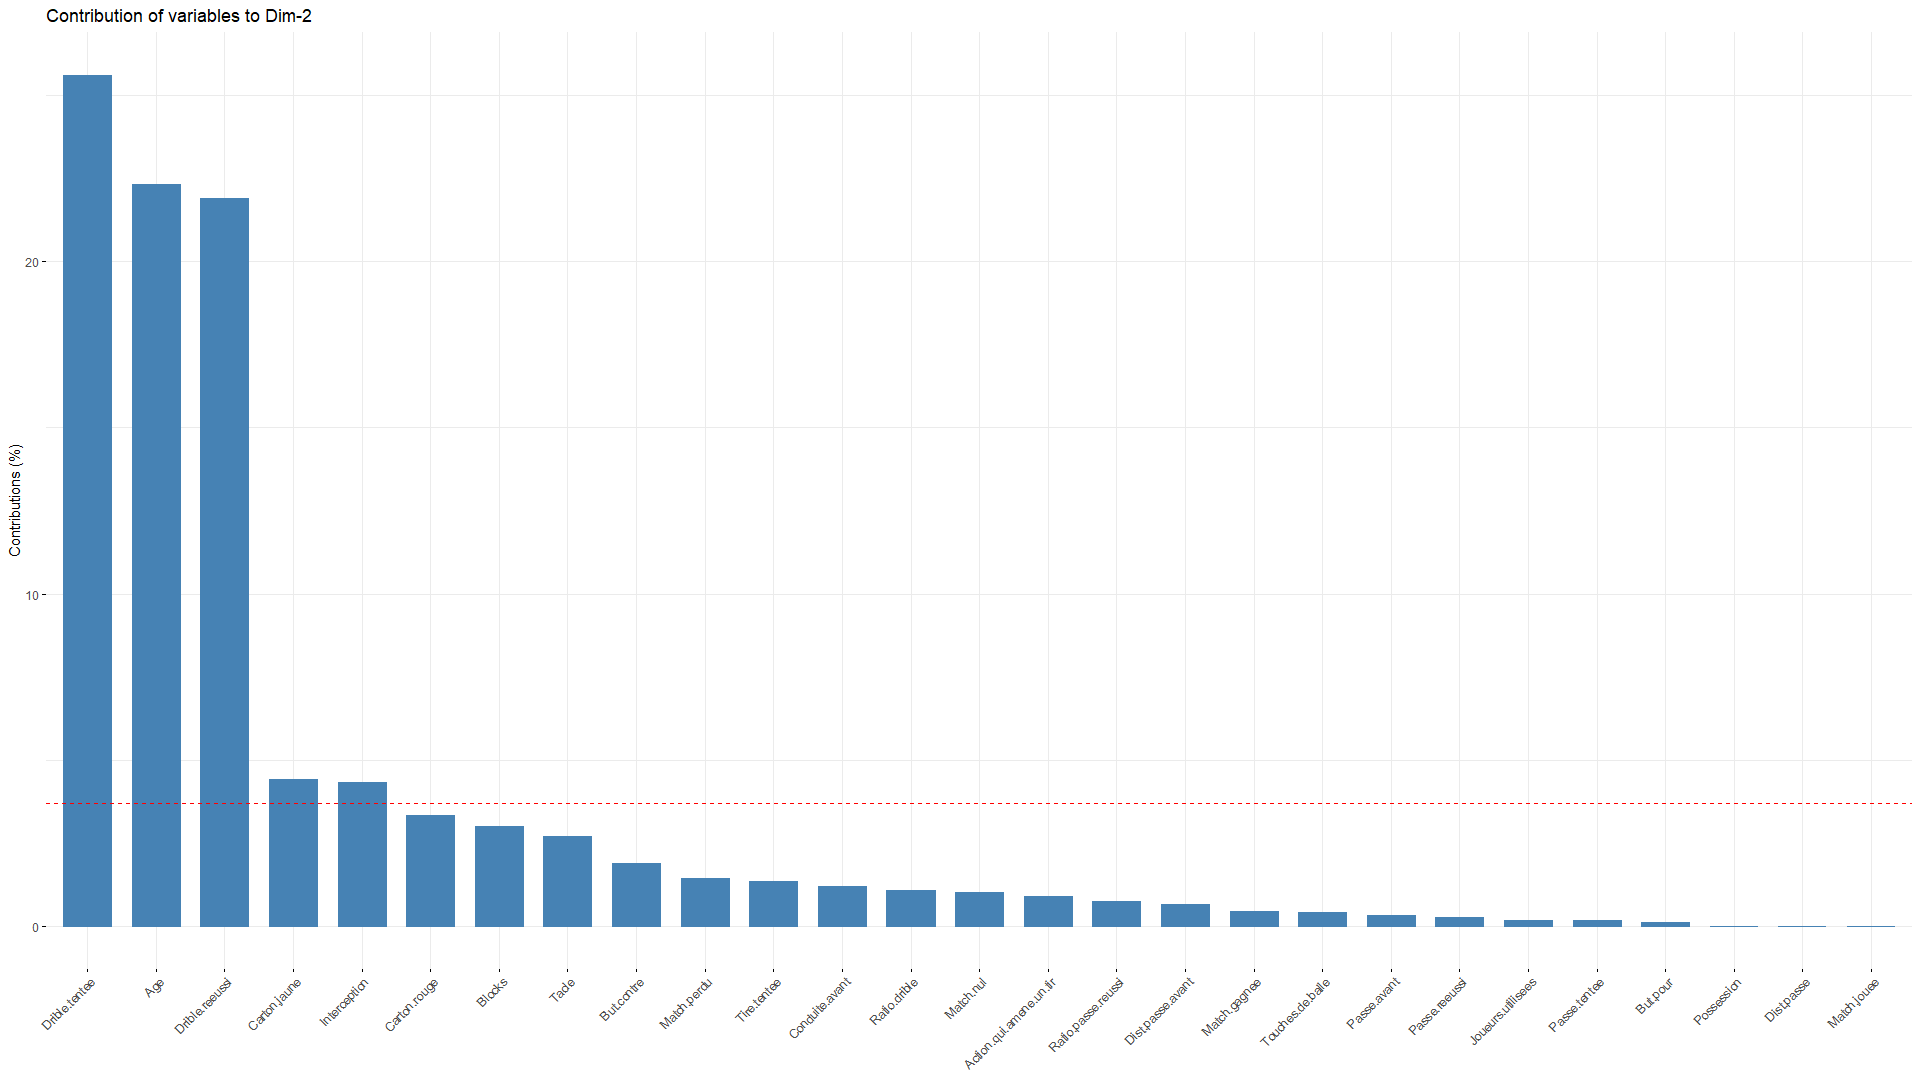 Contribution of variables to Dim-2
Contributions (%)
20
10
0
Drible.tentee
Age
Drible.reeussi
Carton.jaune
Interception
Carton.rouge
Blocks
Tacle
But.contre
Match.perdu
Tire.tentee
Conduite.avant
Ratio.drible
Match.nul
Action.qui.amene.un.tir
Ratio.passe.reussi
Dist.passe.avant
Match.gagnee
Touches.de.balle
Passe.avant
Passe.reeussi
Joueurs.utilisees
Passe.tentee
But.pour
Possession
Dist.passe
Match.jouee